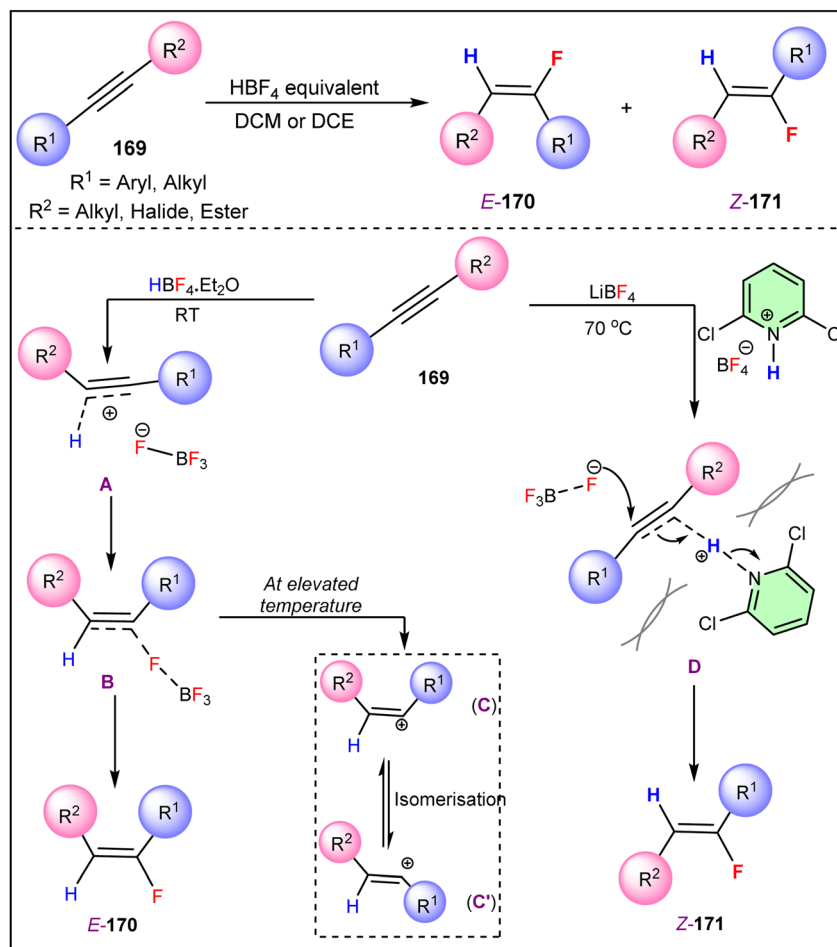 R² H F H R¹
HBF₄ equivalent
DCM or DCE
R¹ 169 R² R¹ + R² F
R¹ = Aryl, Alkyl
R² = Alkyl, Halide, Ester
E-170 Z-171
HBF₄.Et₂O
RT
R²
R¹
169
LiBF₄
70 °C
Cl N Cl
⊕
BF₄ ⊖
H
R² R¹
⊕
H
⊖
F
BF₃
A
F₃B F ⊖
R²
R¹
H
⊕
N
Cl
Cl
D
R² R¹
H
F
BF₃
B
At elevated
temperature
R² R¹
H ⊕
(C)
Isomerisation
R² ⊕
H R¹
(C')
R² R¹
H F
E-170
H R¹
R² F
Z-171